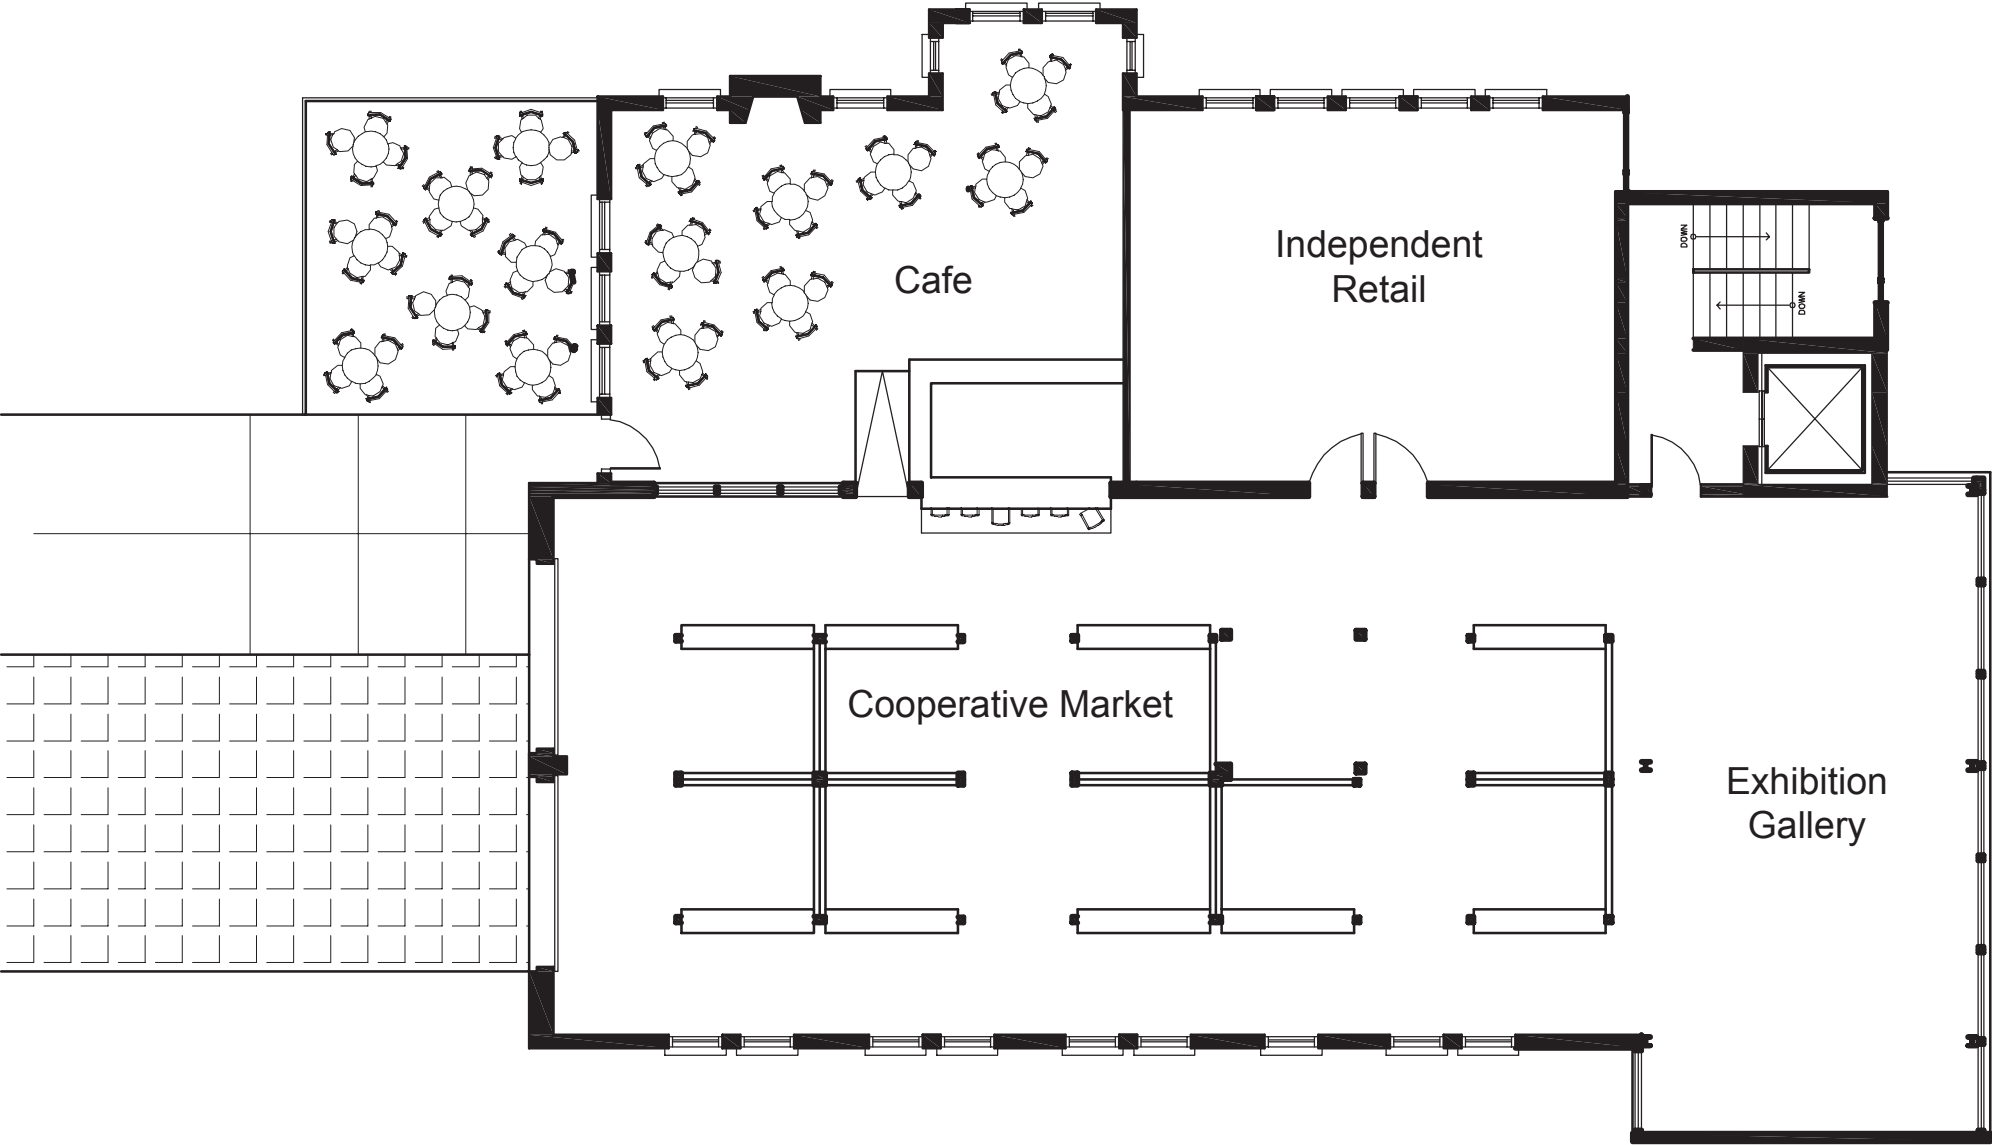 Independent
Retail
Cafe
DOWN
DOWN
Cooperative Market
Exhibition
Gallery